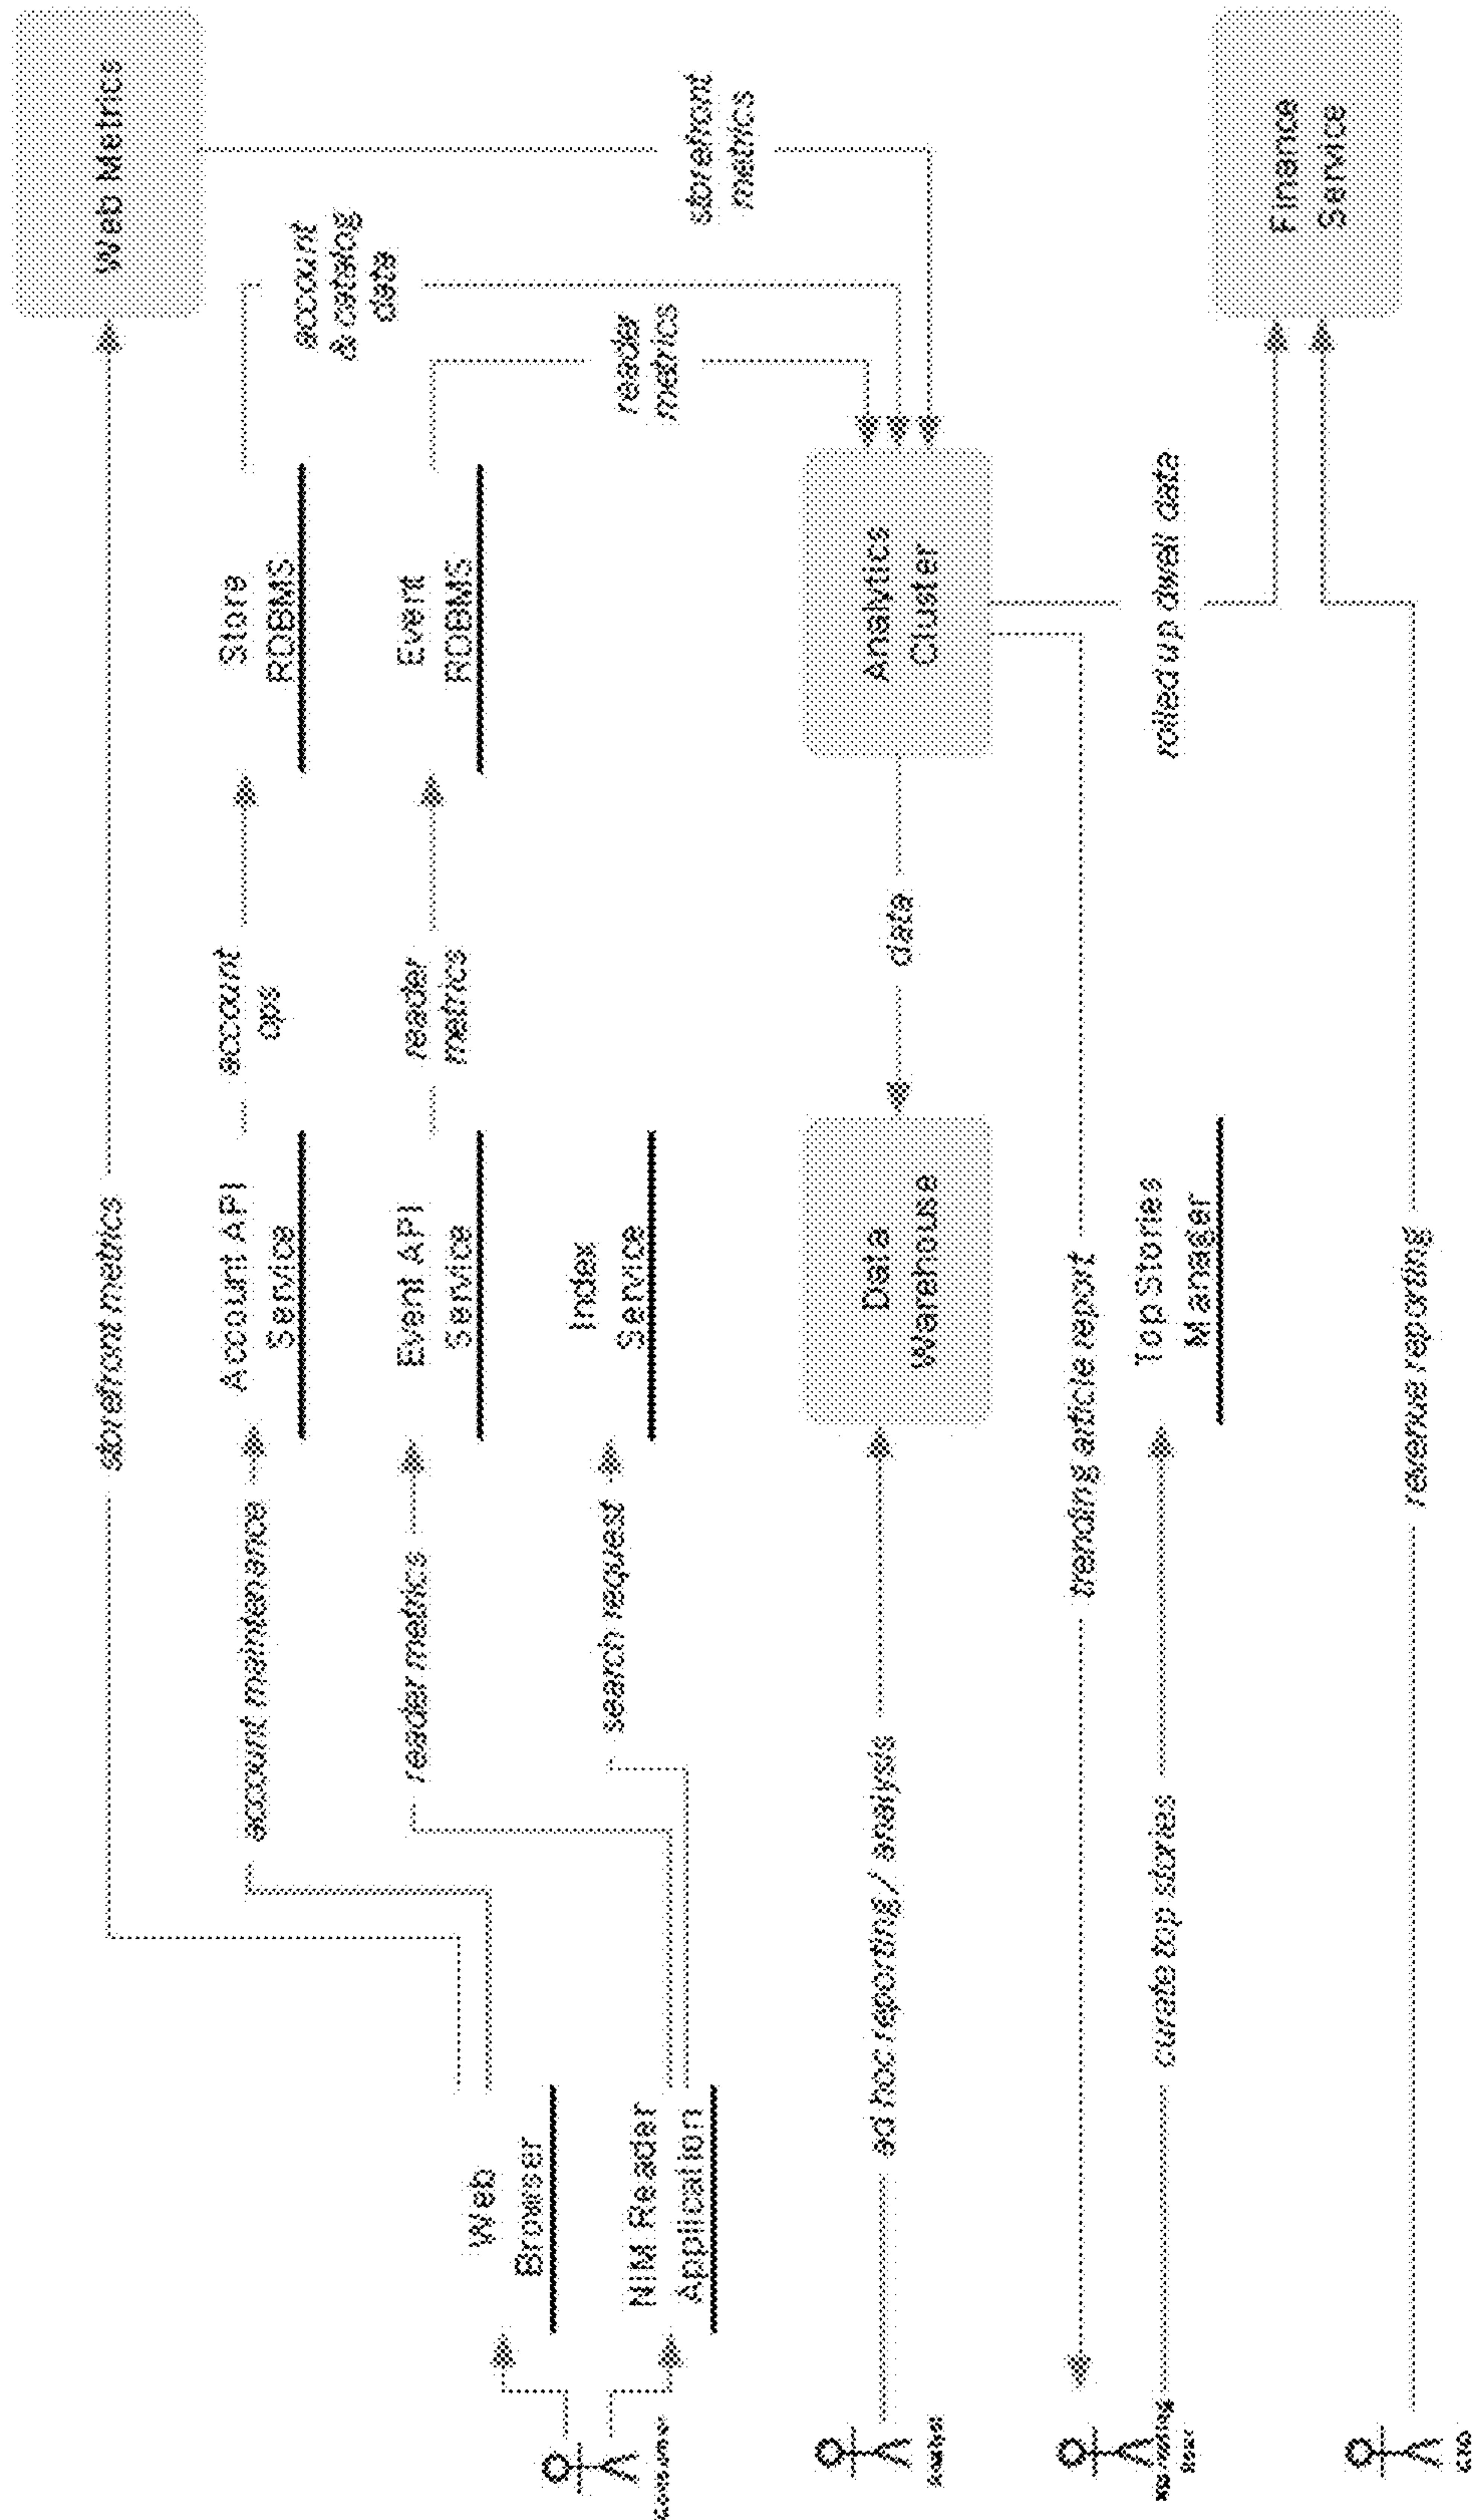 Web Metrics
storefront metrics
Account API
Service
account
ops
Store
RDBMS
account
& catalog
data
account maintenance
Event API
Service
reader
metrics
Event
RDBMS
reader
metrics
storefront
metrics
reader metrics
Index
Service
search request
Web
Browser
NIM Reader
Application
consumer
ad hoc reporting / analysis
Data
Warehouse
data
Analytics
Cluster
trending article report
rolled up dwell data
curate top stories
Top Stories
Manager
user
revenue reporting
Finance
Service